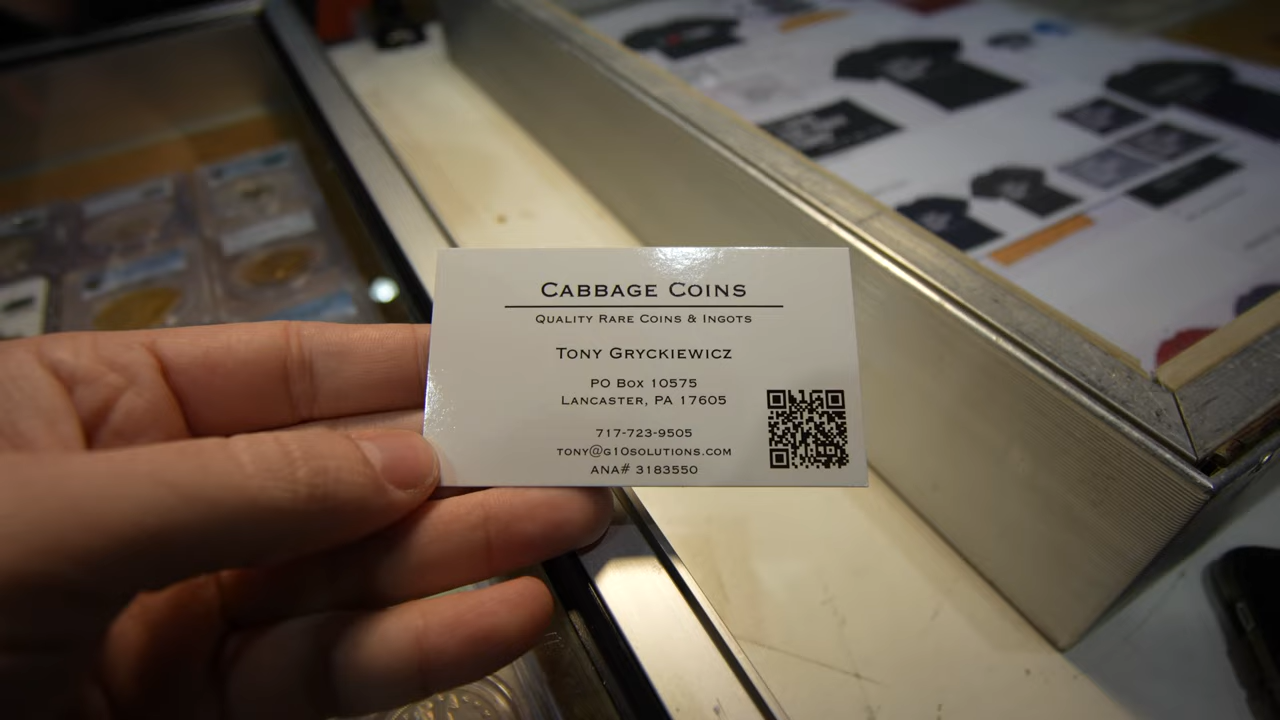 Cabbage Coins
Quality Rare Coins & Ingots
Tony Gryckiewicz
PO Box 10575
Lancaster, PA 17605
717-723-9505
tony@g10solutions.com
ANA# 3183550